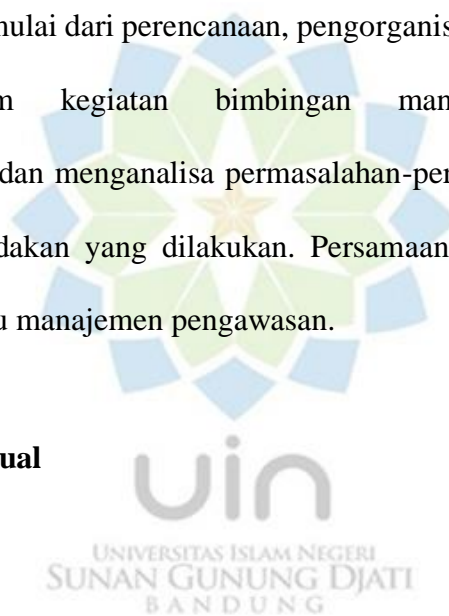 mulai dari perencanaan, pengorganis
kegiatan bimbingan man
dan menganalisa permasalahan-per
dakan yang dilakukan. Persamaan
u manajemen pengawasan.
ual
uin
UNIVERSITAS ISLAM NEGERI
SUNAN GUNUNG DJATI
BANDUNG